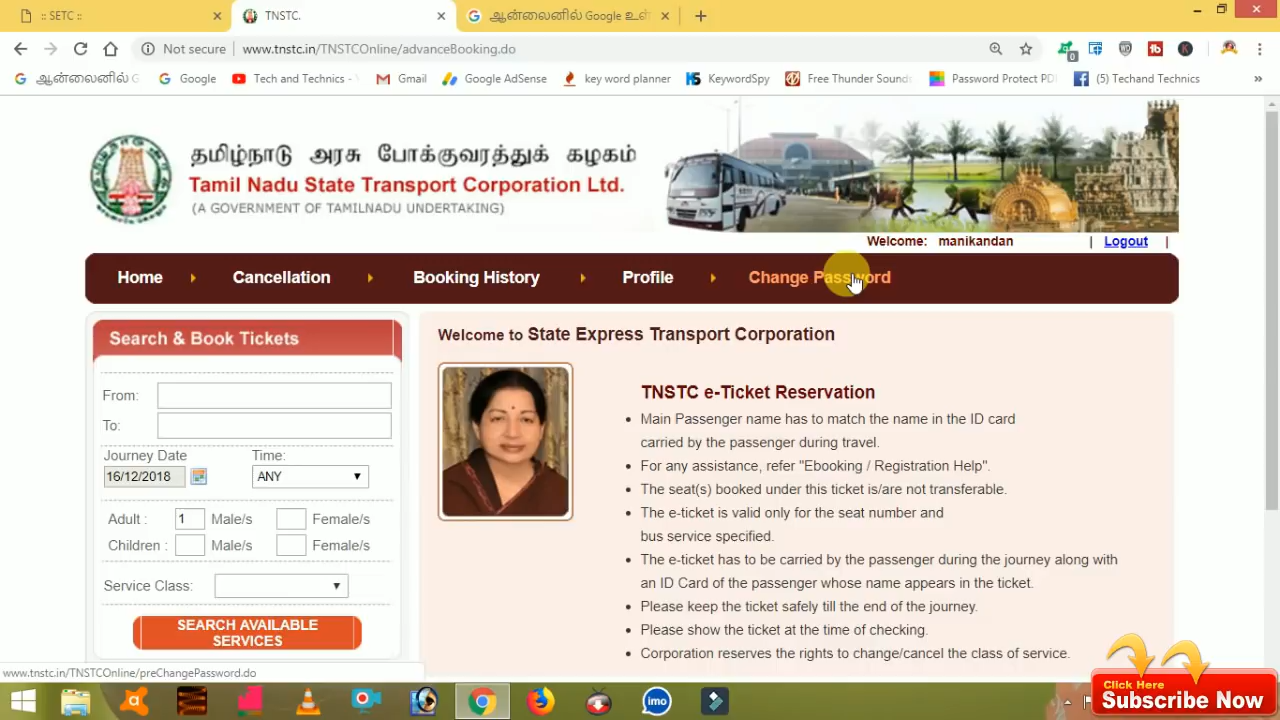 :: SETC ::
TNSTC.
ஆன்லைனில் Google உள்
Not secure | www.tnstc.in/TNSTCOnline/advanceBooking.do
0
ஆன்லைனில் G
Google
Tech and Technics -
Gmail
Google AdSense
key word planner
KeywordSpy
Free Thunder Sound
Password Protect PD
(5) Techand Technics
தமிழ்நாடு அரசு போக்குவரத்துக் கழகம்
Tamil Nadu State Transport Corporation Ltd.
(A GOVERNMENT OF TAMILNADU UNDERTAKING)
Welcome: manikandan | Logout |
Home Cancellation Booking History Profile Change Password
Search & Book Tickets
From:
To:
Journey Date Time:
16/12/2018 ANY
Adult : 1 Male/s Female/s
Children : Male/s Female/s
Service Class:
SEARCH AVAILABLE
SERVICES
Welcome to State Express Transport Corporation
TNSTC e-Ticket Reservation
Main Passenger name has to match the name in the ID card
carried by the passenger during travel.
For any assistance, refer "Ebooking / Registration Help".
The seat(s) booked under this ticket is/are not transferable.
The e-ticket is valid only for the seat number and
bus service specified.
The e-ticket has to be carried by the passenger during the journey along with
an ID Card of the passenger whose name appears in the ticket.
Please keep the ticket safely till the end of the journey.
Please show the ticket at the time of checking.
Corporation reserves the rights to change/cancel the class of service.
www.tnstc.in/TNSTCOnline/preChangePassword.do
imo
Click Here
Subscribe Now